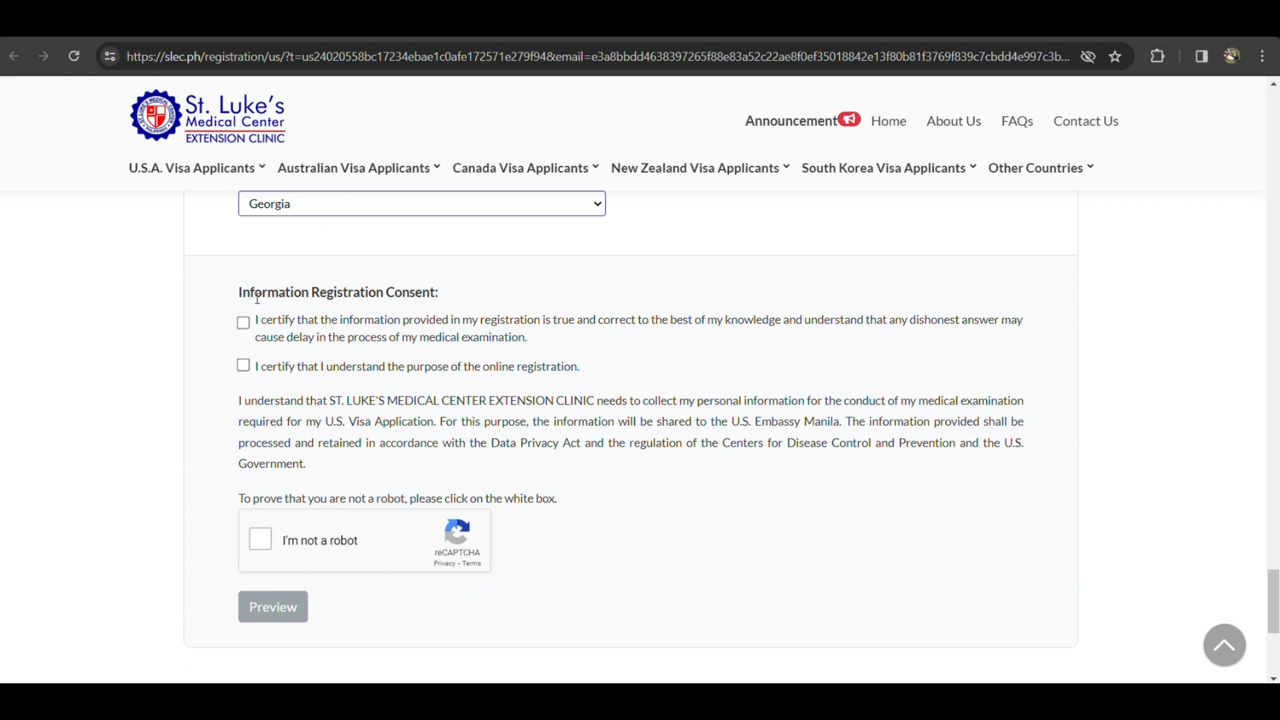 https://slec.ph/registration/us/?t=us24020558bc17234ebae1c0afe172571e279f94&email=e3a8bbdd4638397265f88e83a52c22ae8f0ef35018842e13f80b81f3769f839c7cbdd4e997c3b...
St. Luke's
Medical Center
EXTENSION CLINIC
Announcement Home About Us FAQs Contact Us
U.S.A. Visa Applicants Australian Visa Applicants Canada Visa Applicants New Zealand Visa Applicants South Korea Visa Applicants Other Countries
Georgia
Information Registration Consent:
I certify that the information provided in my registration is true and correct to the best of my knowledge and understand that any dishonest answer may
cause delay in the process of my medical examination.
I certify that I understand the purpose of the online registration.
I understand that ST. LUKE'S MEDICAL CENTER EXTENSION CLINIC needs to collect my personal information for the conduct of my medical examination
required for my U.S. Visa Application. For this purpose, the information will be shared to the U.S. Embassy Manila. The information provided shall be
processed and retained in accordance with the Data Privacy Act and the regulation of the Centers for Disease Control and Prevention and the U.S.
Government.
To prove that you are not a robot, please click on the white box.
I'm not a robot
reCAPTCHA
Privacy - Terms
Preview